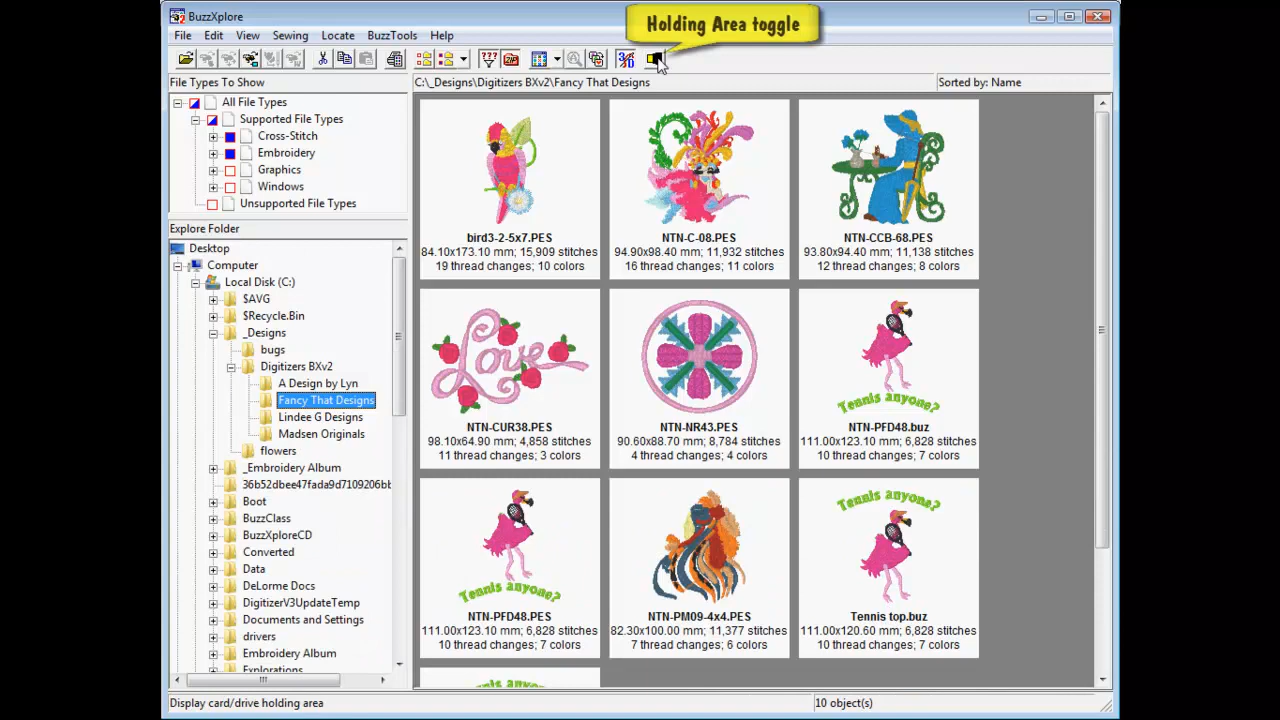 BuzzXplore
Holding Area toggle
File Edit View Sewing Locate BuzzTools Help
File Types To Show
C:\_Designs\Digitizers BXv2\Fancy That Designs
Sorted by: Name
All File Types
Supported File Types
Cross-Stitch
Embroidery
Graphics
Windows
Unsupported File Types
Explore Folder
Desktop
Computer
Local Disk (C:)
$AVG
$Recycle.Bin
_Designs
bugs
Digitizers BXv2
A Design by Lyn
Fancy That Designs
Lindee G Designs
Madsen Originals
flowers
_Embroidery Album
36b52dbee47fada9d7109206bb
Boot
BuzzClass
BuzzXploreCD
Converted
Data
DeLorme Docs
DigitizerV3UpdateTemp
Documents and Settings
drivers
Embroidery Album
Explorations
bird3-2-5x7.PES
84.10x173.10 mm; 15,909 stitches
19 thread changes; 10 colors
NTN-C-08.PES
94.90x98.40 mm; 11,932 stitches
16 thread changes; 11 colors
NTN-CCB-68.PES
93.80x94.40 mm; 11,138 stitches
12 thread changes; 8 colors
Love
NTN-CUR38.PES
98.10x64.90 mm; 4,858 stitches
11 thread changes; 3 colors
NTN-NR43.PES
90.60x88.70 mm; 8,784 stitches
4 thread changes; 4 colors
Tennis anyone?
NTN-PFD48.buz
111.00x123.10 mm; 6,828 stitches
10 thread changes; 7 colors
Tennis anyone?
NTN-PFD48.PES
111.00x123.10 mm; 6,828 stitches
10 thread changes; 7 colors
NTN-PM09-4x4.PES
82.30x100.00 mm; 11,377 stitches
7 thread changes; 6 colors
Tennis anyone?
Tennis top.buz
111.00x120.60 mm; 6,828 stitches
10 thread changes; 7 colors
Display card/drive holding area
10 object(s)